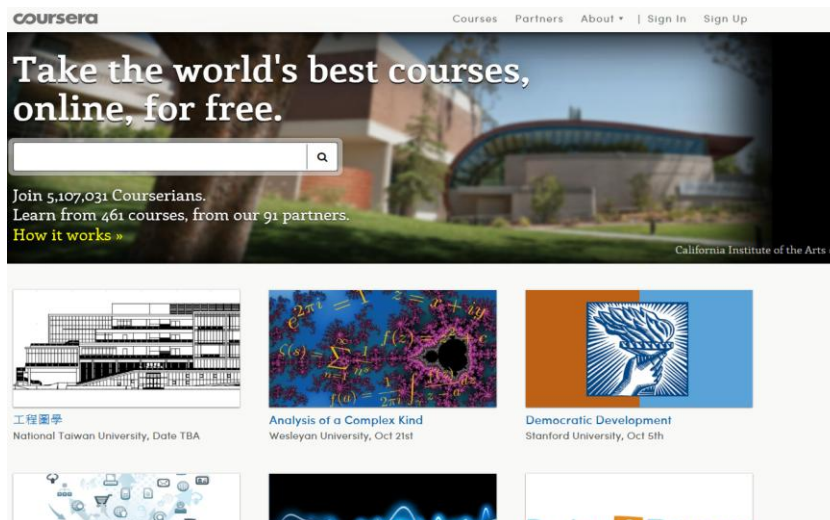 coursera
Courses Partners About ▾ | Sign In Sign Up
Take the world's best courses,
online, for free.
Join 5,107,031 Courserians.
Learn from 461 courses, from our 91 partners.
How it works »
California Institute of the Arts
e^{2πi} = 1
z = x + iy
f(z) =
ζ(s) = ∑
工程圖學
National Taiwan University, Date TBA
Analysis of a Complex Kind
Wesleyan University, Oct 21st
Democratic Development
Stanford University, Oct 5th